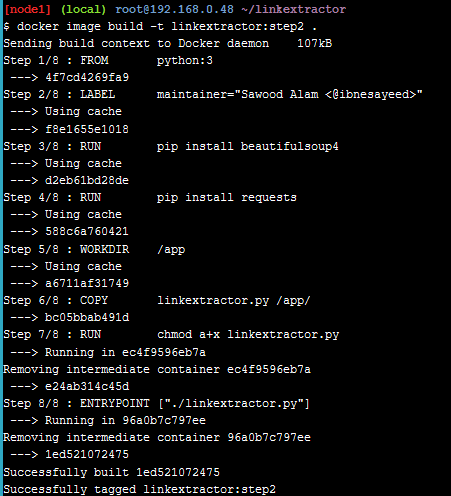 [node1] (local) root@192.168.0.48 ~/linkextractor
$ docker image build -t linkextractor:step2 .
Sending build context to Docker daemon    107kB
Step 1/8 : FROM       python:3
 ---> 4f7cd4269fa9
Step 2/8 : LABEL      maintainer="Sawood Alam <@ibnesayeed>"
 ---> Using cache
 ---> f8e1655e1018
Step 3/8 : RUN        pip install beautifulsoup4
 ---> Using cache
 ---> d2eb61bd28de
Step 4/8 : RUN        pip install requests
 ---> Using cache
 ---> 588c6a760421
Step 5/8 : WORKDIR    /app
 ---> Using cache
 ---> a6711af31749
Step 6/8 : COPY       linkextractor.py /app/
 ---> bc05bbab491d
Step 7/8 : RUN        chmod a+x linkextractor.py
 ---> Running in ec4f9596eb7a
Removing intermediate container ec4f9596eb7a
 ---> e24ab314c45d
Step 8/8 : ENTRYPOINT ["./linkextractor.py"]
 ---> Running in 96a0b7c797ee
Removing intermediate container 96a0b7c797ee
 ---> 1ed521072475
Successfully built 1ed521072475
Successfully tagged linkextractor:step2